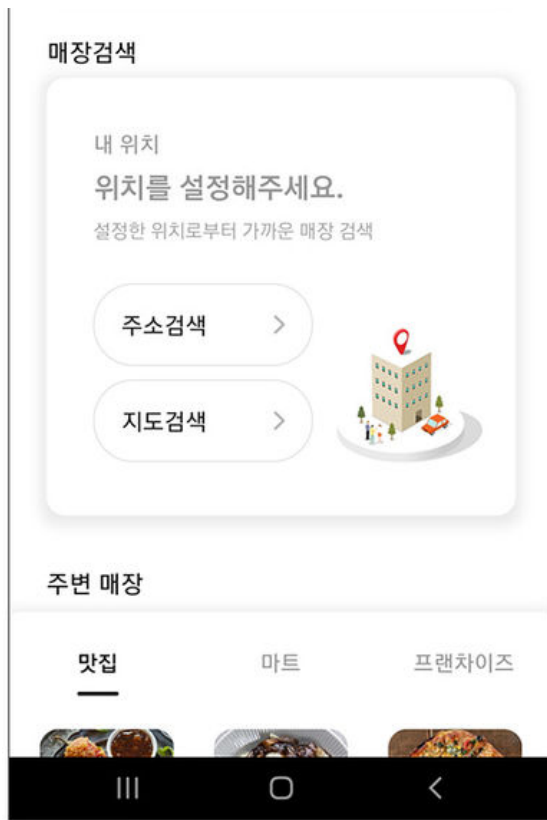 매장검색
내 위치
위치를 설정해주세요.
설정한 위치로부터 가까운 매장 검색
주소검색
지도검색
주변 매장
맛집 마트 프랜차이즈